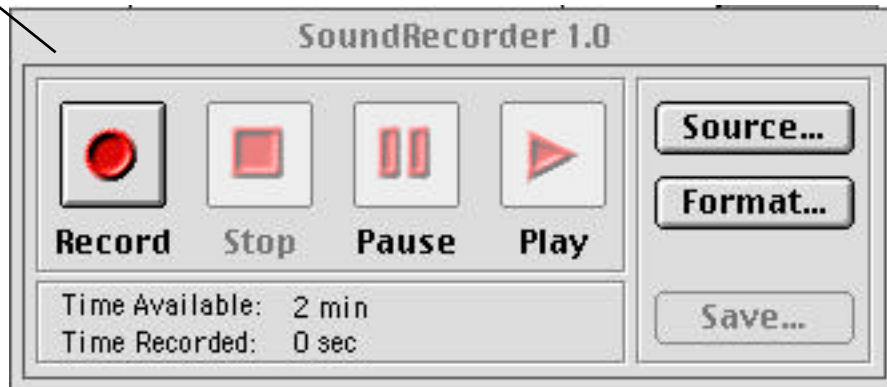 SoundRecorder 1.0
Record Stop Pause Play
Source...
Format...
Save...
Time Available: 2 min
Time Recorded: 0 sec